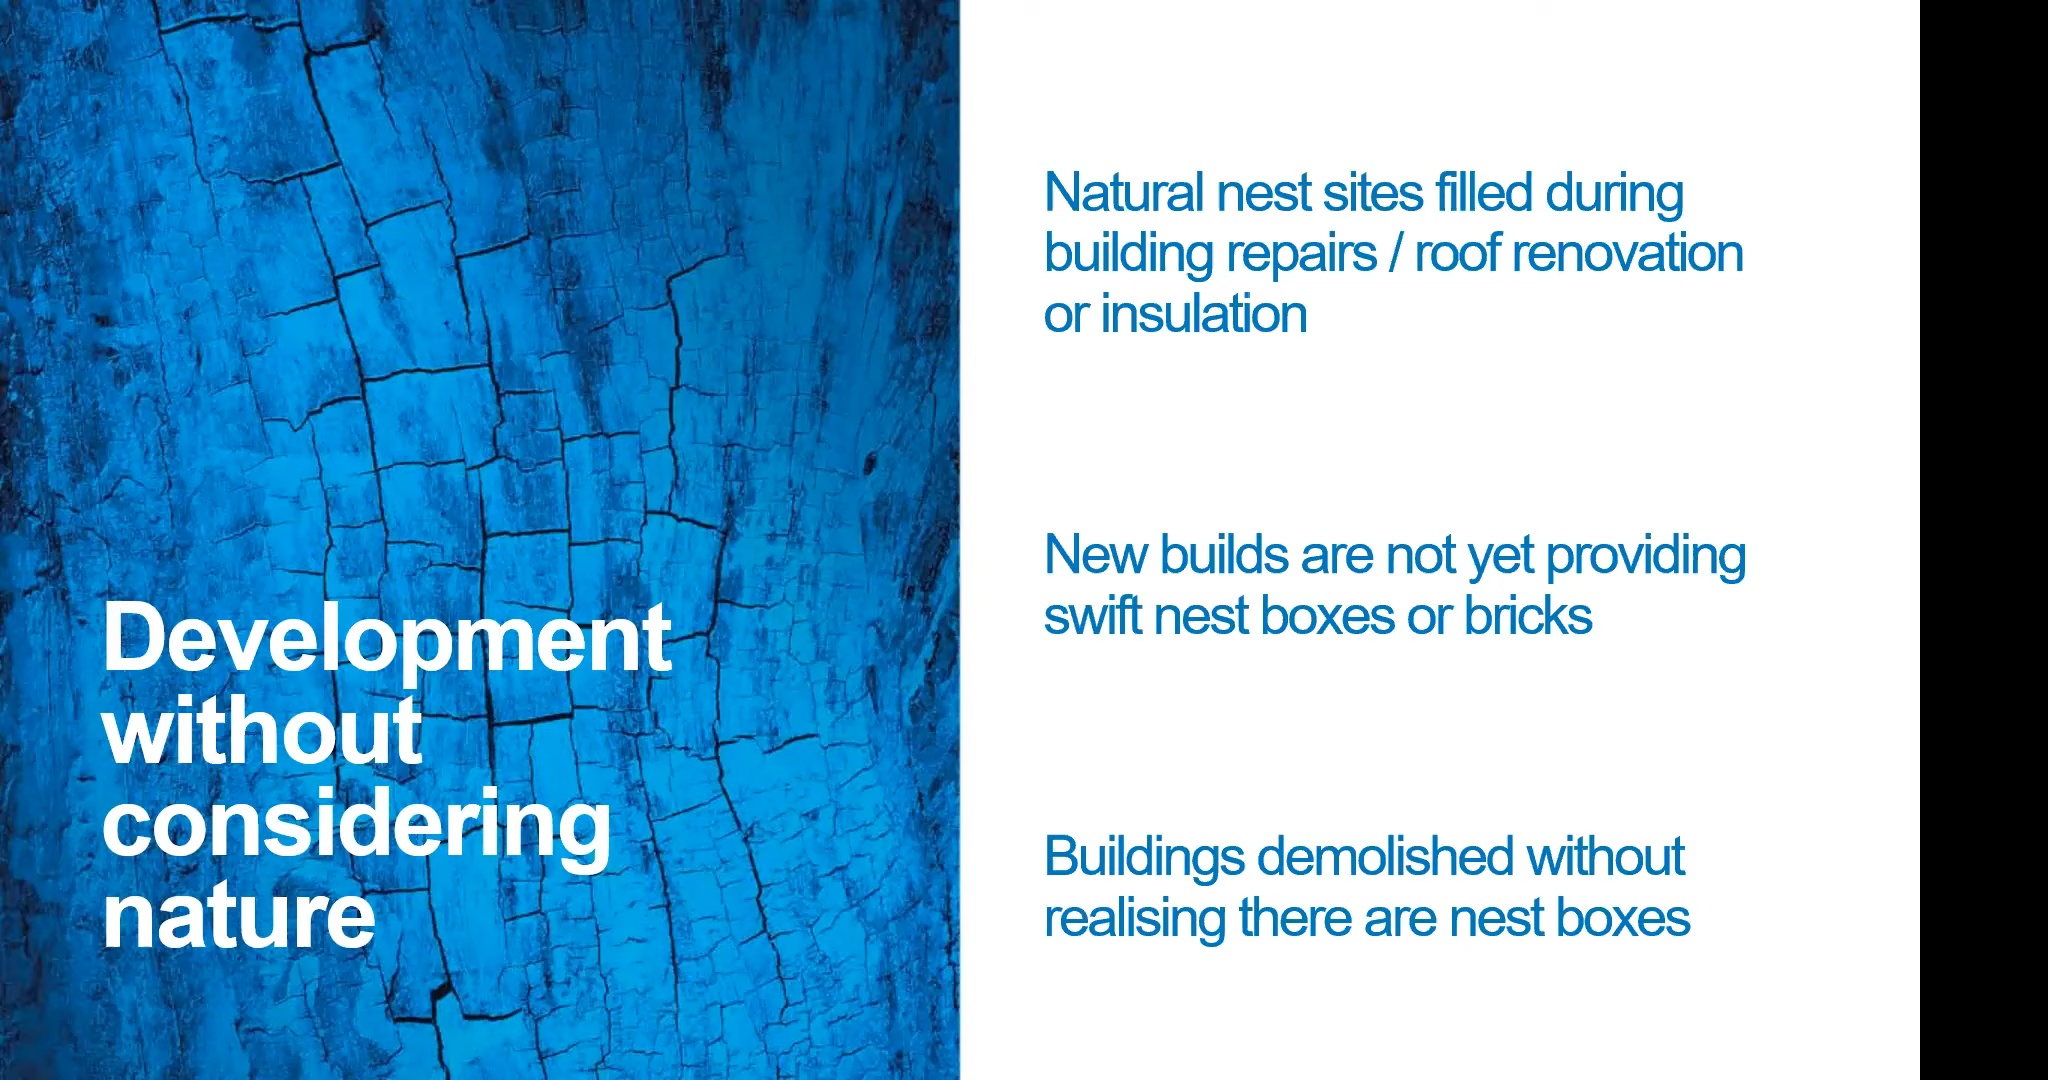 Development
without
considering
nature
Natural nest sites filled during
building repairs / roof renovation
or insulation
New builds are not yet providing
swift nest boxes or bricks
Buildings demolished without
realising there are nest boxes